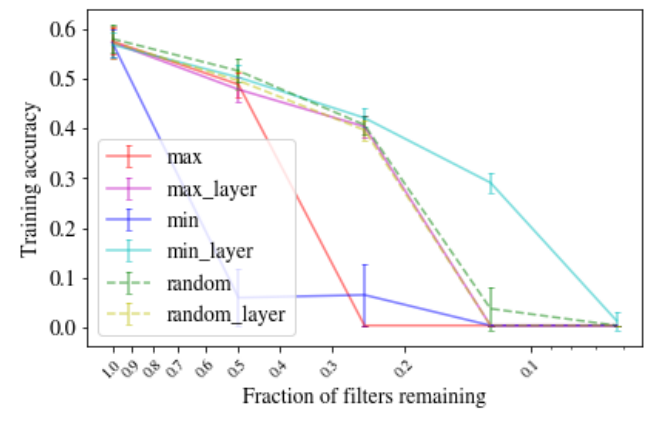 0.6
0.5
0.4
0.3
0.2
0.1
0.0
Training accuracy
max
max_layer
min
min_layer
random
random_layer
1.0 0.9 0.8 0.7 0.6 0.5 0.4 0.3 0.2 0.1
Fraction of filters remaining